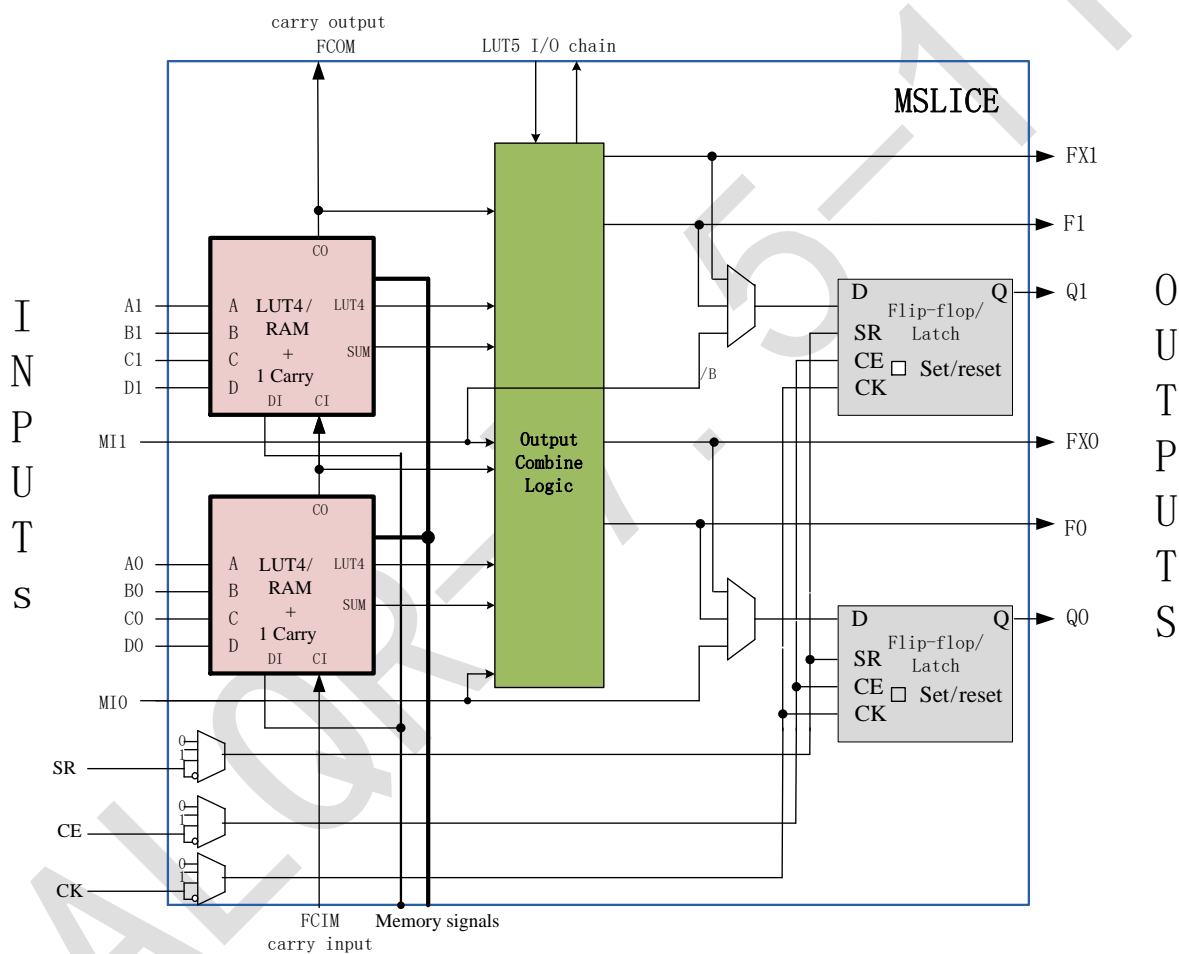 carry output
FCOM
LUT5 I/O chain
MSLICE
INPUTs
OUTPUTS
FX1
F1
CO
A1
B1
C1
D1
A
B
C
D
LUT4/
RAM
+
1 Carry
LUT4
SUM
DI
CI
MI1
/B
D
Q
Flip-flop/
Latch
SR
CE
CK
Set/reset
Q1
Output
Combine
Logic
FX0
F0
CO
A0
B0
C0
D0
A
B
C
D
LUT4/
RAM
+
1 Carry
LUT4
SUM
DI
CI
MI0
D
Q
Flip-flop/
Latch
SR
CE
CK
Set/reset
Q0
0
1
SR
0
1
CE
0
1
CK
FCIM
carry input
Memory signals